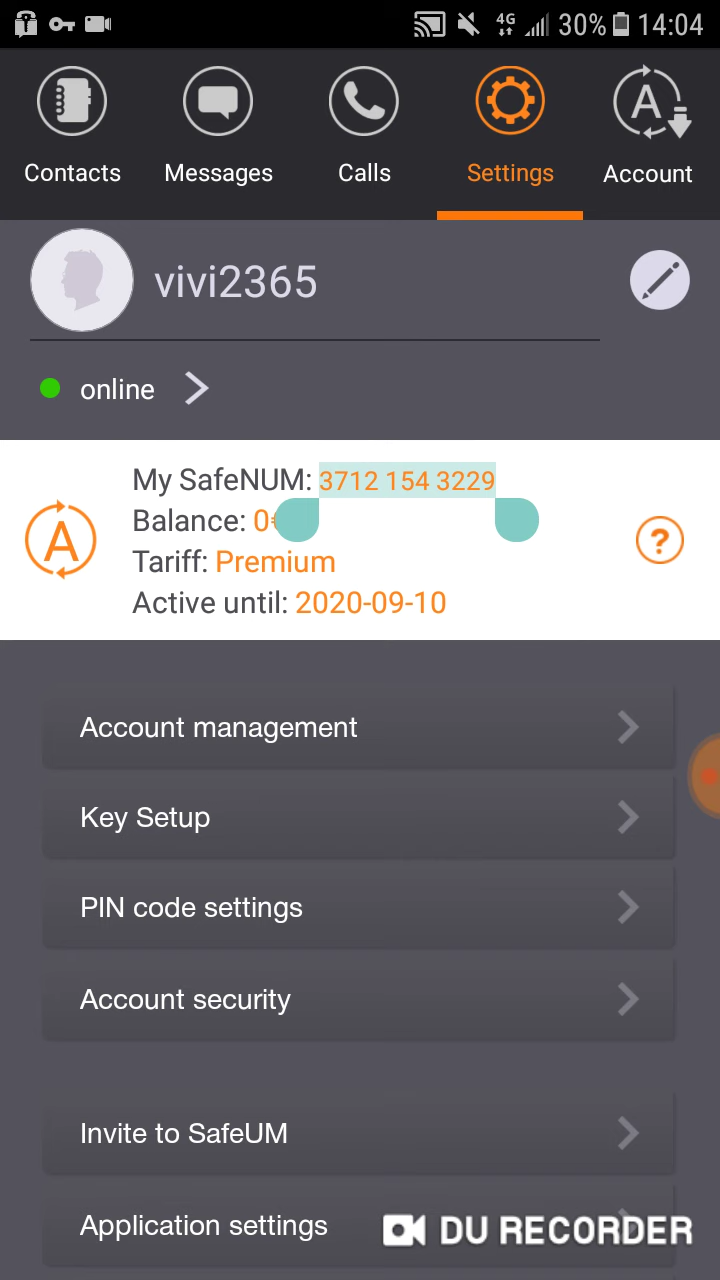 4G 30% 14:04
Contacts Messages Calls Settings A Account
vivi2365
online
My SafeNUM: 3712 154 3229
Balance: 0
A
Tariff: Premium
?
Active until: 2020-09-10
Account management
Key Setup
PIN code settings
Account security
Invite to SafeUM
Application settings
DU RECORDER